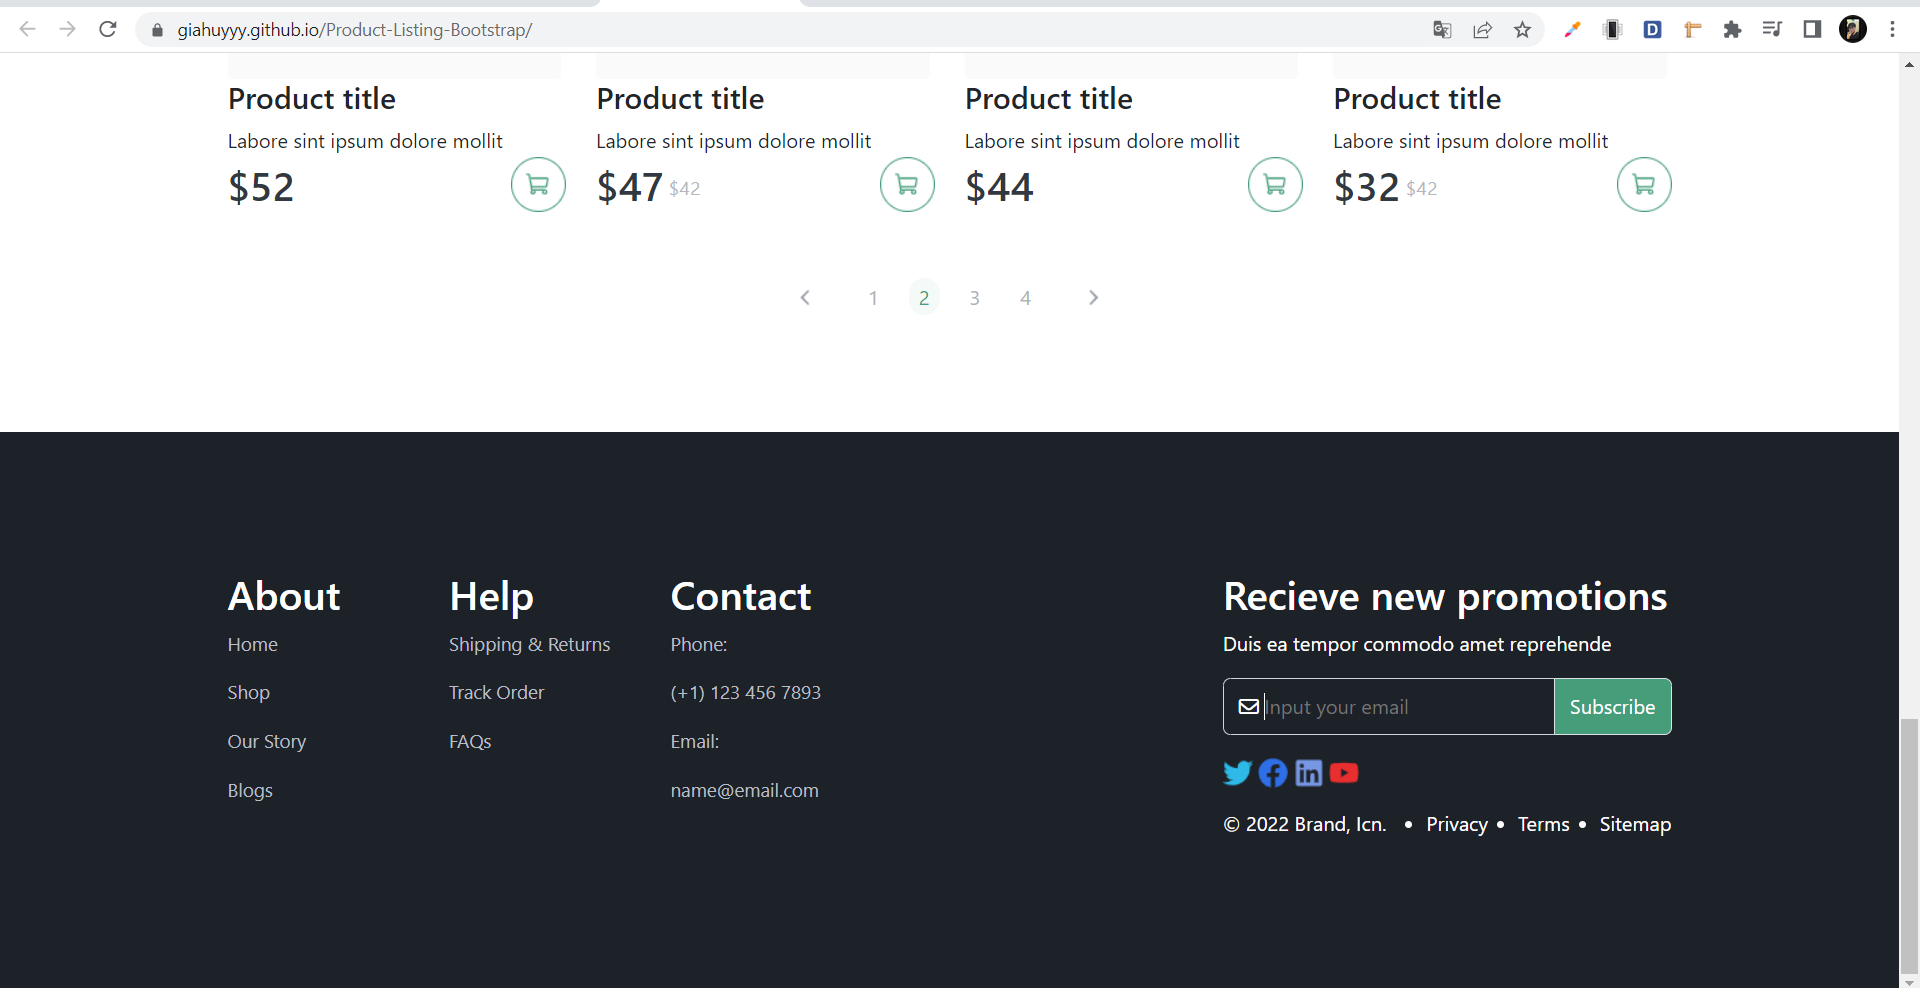 giahuyyy.github.io/Product-Listing-Bootstrap/
Product title
Labore sint ipsum dolore mollit
$52
Product title
Labore sint ipsum dolore mollit
$47 $42
Product title
Labore sint ipsum dolore mollit
$44
Product title
Labore sint ipsum dolore mollit
$32 $42
1 2 3 4
About
Home
Shop
Our Story
Blogs
Help
Shipping & Returns
Track Order
FAQs
Contact
Phone:
(+1) 123 456 7893
Email:
name@email.com
Recieve new promotions
Duis ea tempor commodo amet reprehende
Input your email
Subscribe
© 2022 Brand, Icn. • Privacy • Terms • Sitemap